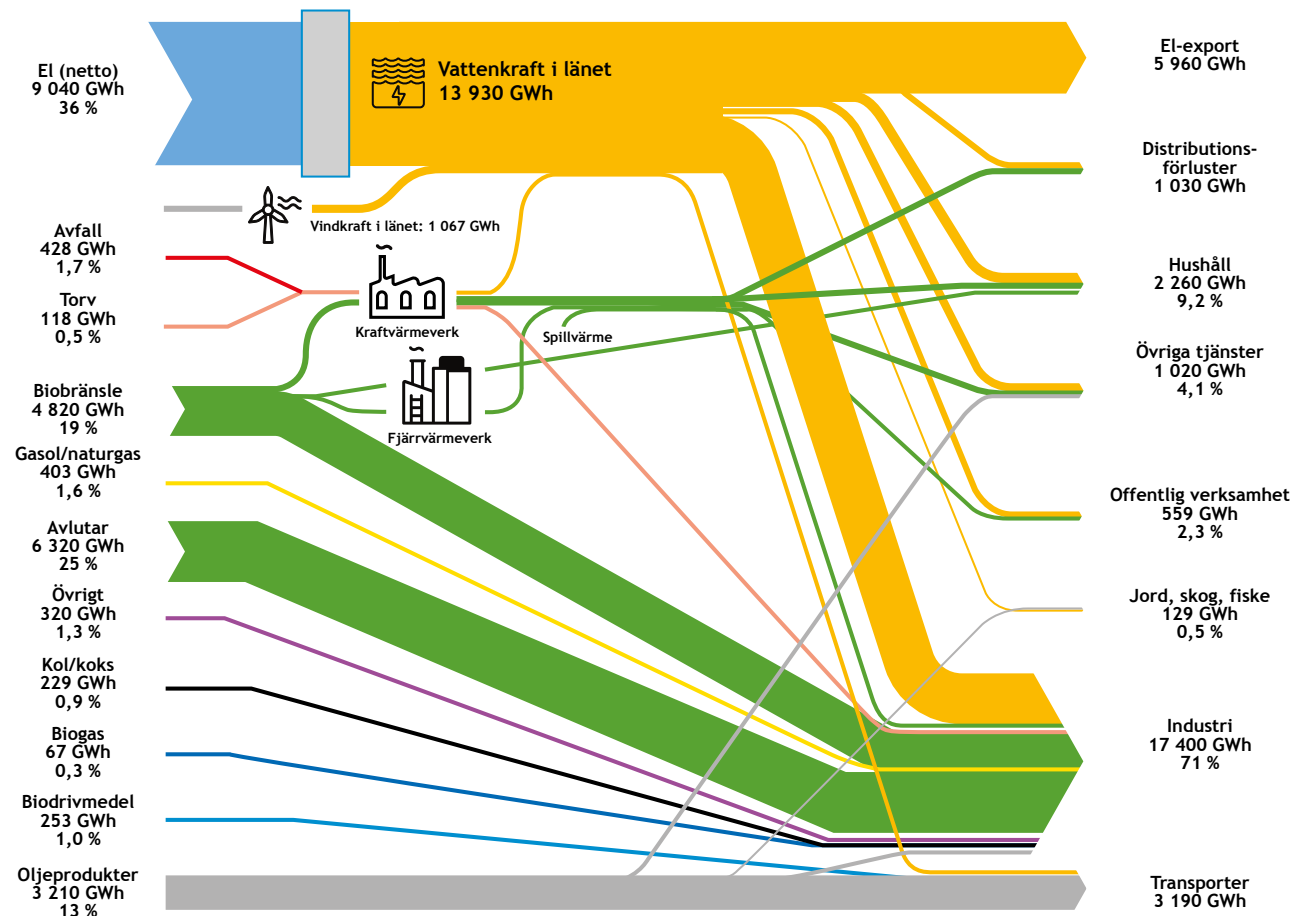 El (netto)
9 040 GWh
36 %
Avfall
428 GWh
1,7 %
Torv
118 GWh
0,5 %
Biobränsle
4 820 GWh
19 %
Gasol/naturgas
403 GWh
1,6 %
Avlutar
6 320 GWh
25 %
Övrigt
320 GWh
1,3 %
Kol/koks
229 GWh
0,9 %
Biogas
67 GWh
0,3 %
Biodrivmedel
253 GWh
1,0 %
Oljeprodukter
3 210 GWh
13 %
Vattenkraft i länet
13 930 GWh
Vindkraft i länet: 1 067 GWh
Kraftvärmeverk
Spillvärme
Fjärrvärmeverk
El-export
5 960 GWh
Distributions-
förluster
1 030 GWh
Hushåll
2 260 GWh
9,2 %
Övriga tjänster
1 020 GWh
4,1 %
Offentlig verksamhet
559 GWh
2,3 %
Jord, skog, fiske
129 GWh
0,5 %
Industri
17 400 GWh
71 %
Transporter
3 190 GWh